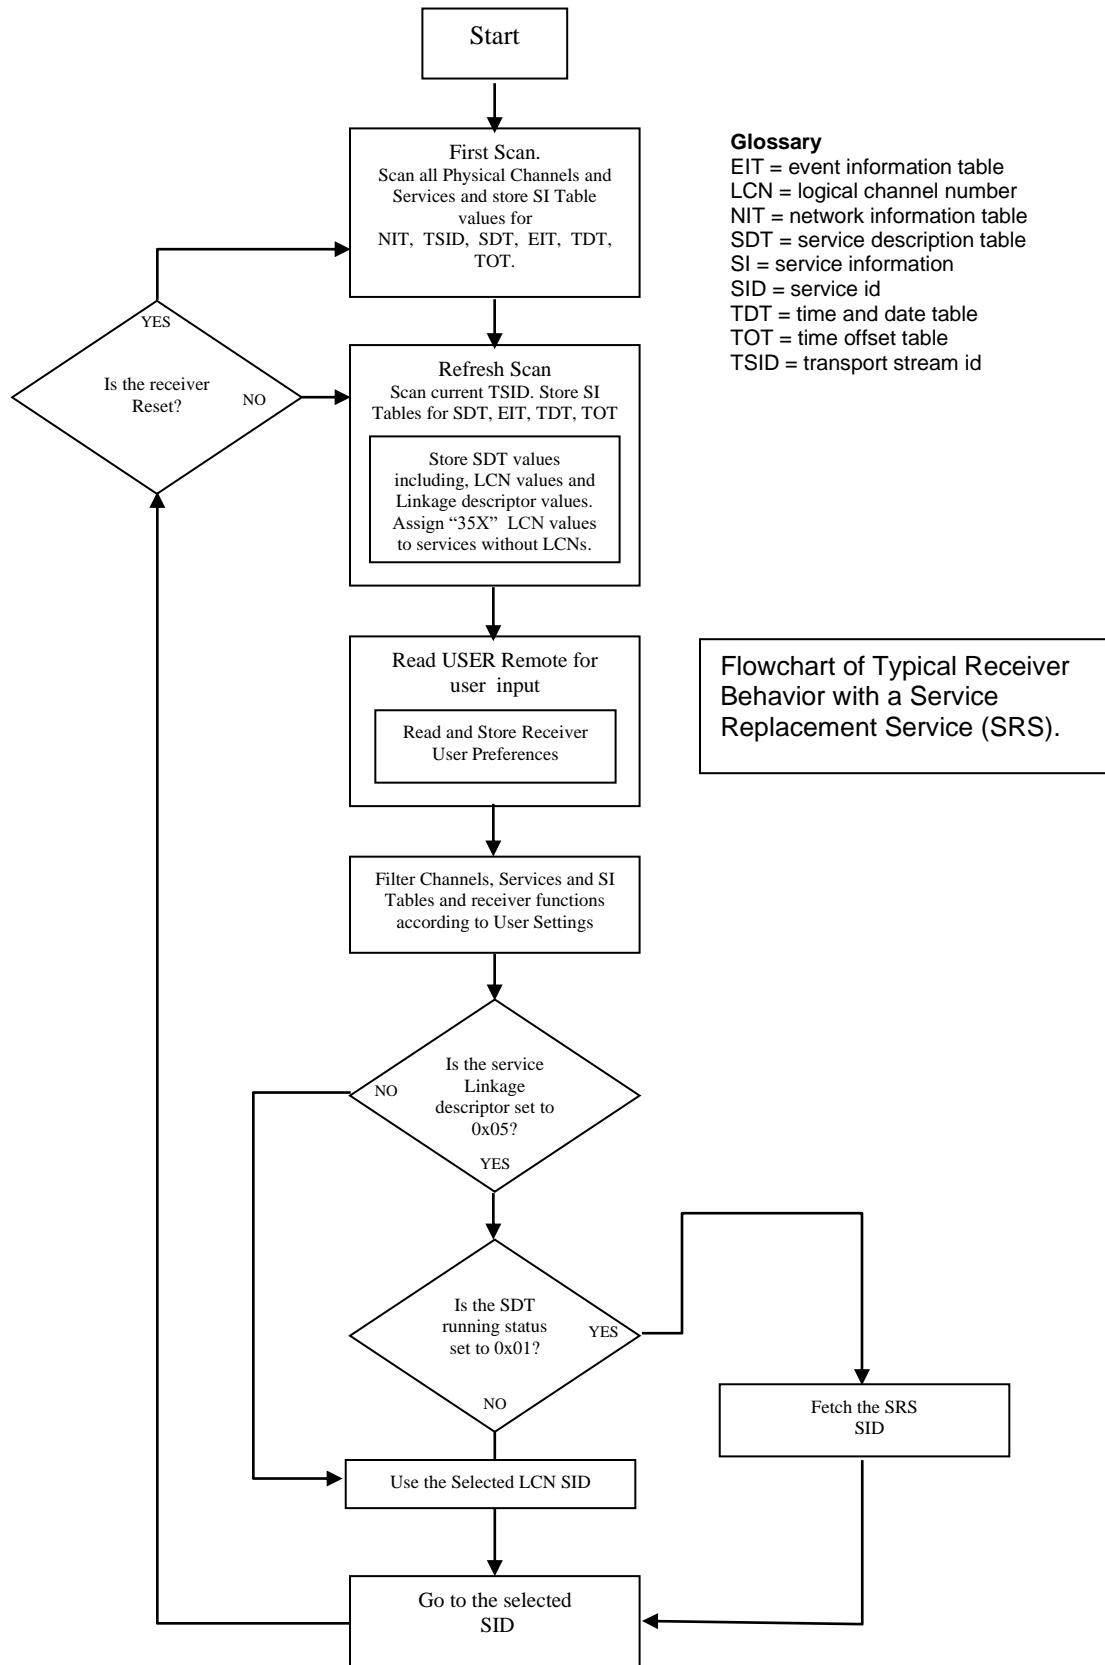 Start
First Scan.
Scan all Physical Channels and
Services and store SI Table
values for
NIT, TSID, SDT, EIT, TDT,
TOT.
Glossary
EIT = event information table
LCN = logical channel number
NIT = network information table
SDT = service description table
SI = service information
SID = service id
TDT = time and date table
TOT = time offset table
TSID = transport stream id
YES
Is the receiver
Reset?
NO
Refresh Scan
Scan current TSID. Store SI
Tables for SDT, EIT, TDT, TOT
Store SDT values
including, LCN values and
Linkage descriptor values.
Assign “35X” LCN values
to services without LCNs.
Read USER Remote for
user input
Read and Store Receiver
User Preferences
Flowchart of Typical Receiver
Behavior with a Service
Replacement Service (SRS).
Filter Channels, Services and SI
Tables and receiver functions
according to User Settings
Is the service
Linkage
descriptor set to
0x05?
NO
YES
Is the SDT
running status
set to 0x01?
YES
NO
Fetch the SRS
SID
Use the Selected LCN SID
Go to the selected
SID